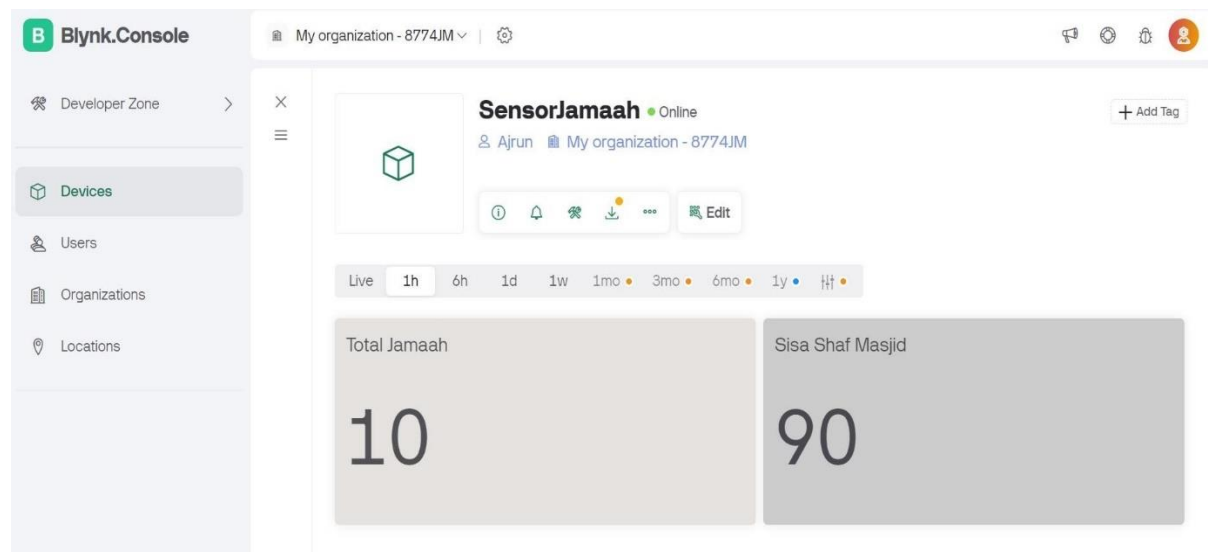 B Blynk.Console
My organization - 8774JM
Developer Zone
Devices
Users
Organizations
Locations
SensorJamaah Online
Ajrun My organization - 8774JM
Add Tag
Edit
Live 1h 6h 1d 1w 1mo 3mo 6mo 1y
Total Jamaah
10
Sisa Shaf Masjid
90